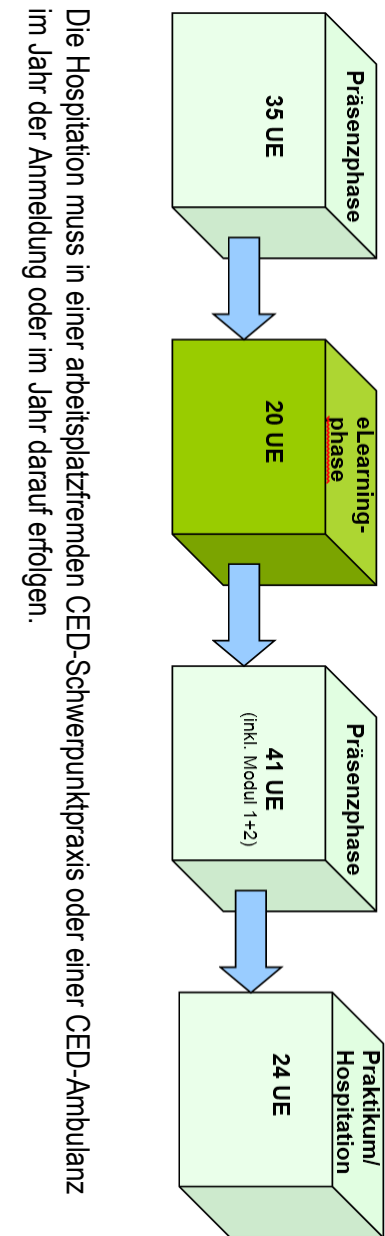 Präsenzphase
35 UE
eLearning-
phase
20 UE
Präsenzphase
41 UE
(inkl. Modul 1+2)
Praktikum/
Hospitation
24 UE
Die Hospitation muss in einer arbeitsplatzfremden CED-Schwerpunktpraxis oder einer CED-Ambulanz
im Jahr der Anmeldung oder im Jahr darauf erfolgen.